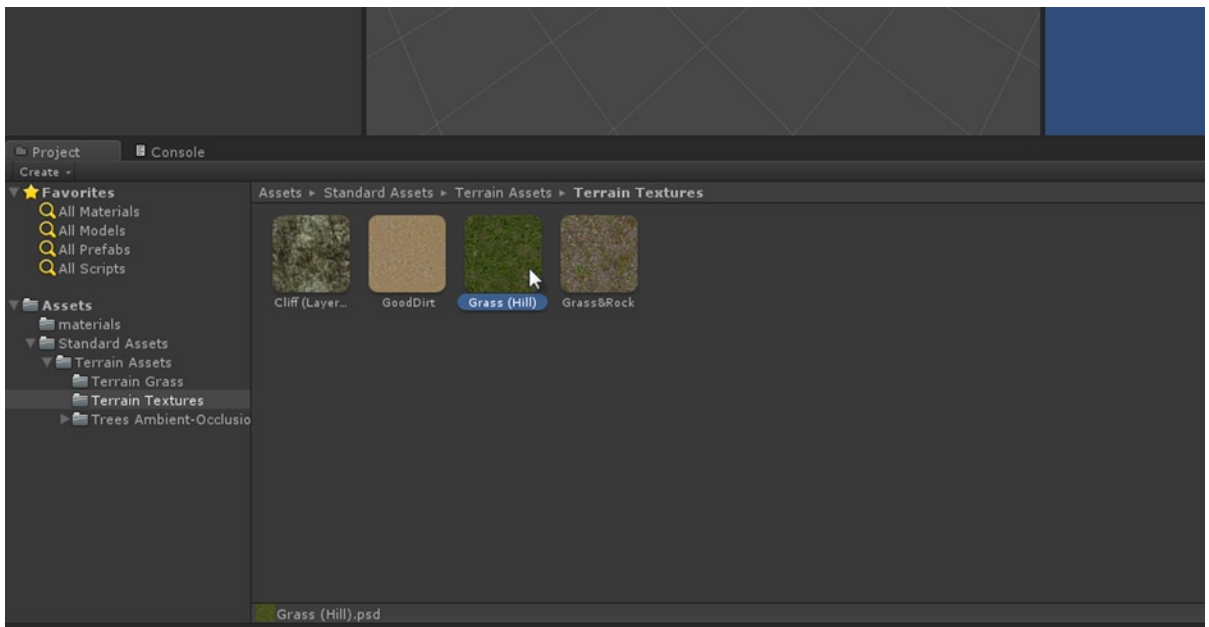 Project
Console
Create
Favorites
All Materials
All Models
All Prefabs
All Scripts
Assets
materials
Standard Assets
Terrain Assets
Terrain Grass
Terrain Textures
Trees Ambient-Occlusio
Assets ▸ Standard Assets ▸ Terrain Assets ▸ Terrain Textures
Cliff (Layer... GoodDirt Grass (Hill) Grass&Rock
Grass (Hill).psd